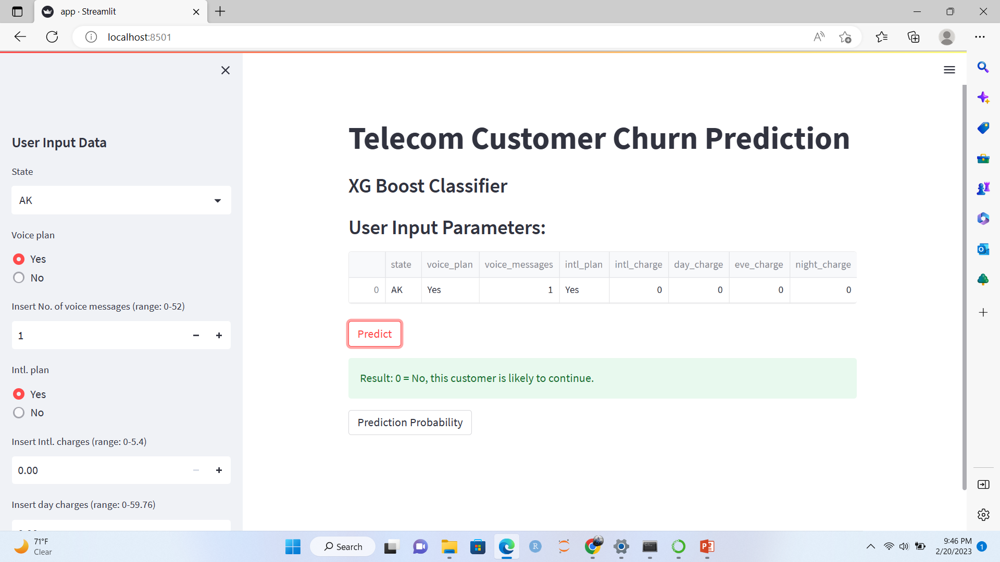 app · Streamlit
localhost:8501
User Input Data
State
AK
Voice plan
Yes
No
Insert No. of voice messages (range: 0-52)
1
Intl. plan
Yes
No
Insert Intl. charges (range: 0-5.4)
0.00
Insert day charges (range: 0-59.76)
Telecom Customer Churn Prediction
XG Boost Classifier
User Input Parameters:
state voice_plan voice_messages intl_plan intl_charge day_charge eve_charge night_charge
0 AK Yes 1 Yes 0 0 0 0
Predict
Result: 0 = No, this customer is likely to continue.
Prediction Probability
71°F
Clear
Search
9:46 PM
2/20/2023
1